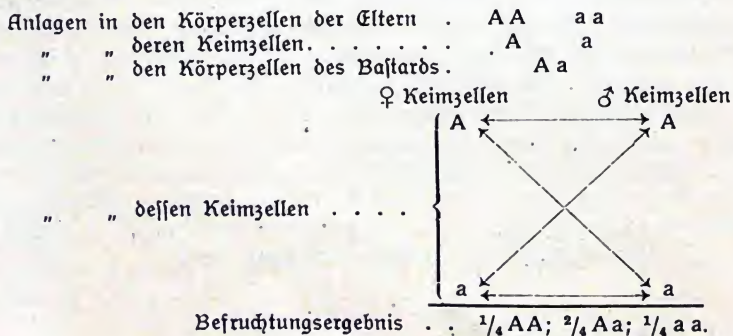 Anlagen in den Körperzellen der Eltern . AA aa
„ „ deren Keimzellen. . . . . . . . A a
„ „ den Körperzellen des Bastards . Aa
♀ Keimzellen ♂ Keimzellen
A A
„ „ dessen Keimzellen . . . .
a a
Befruchtungsergebnis . . ¹/₄ AA; ²/₄ Aa; ¹/₄ aa.